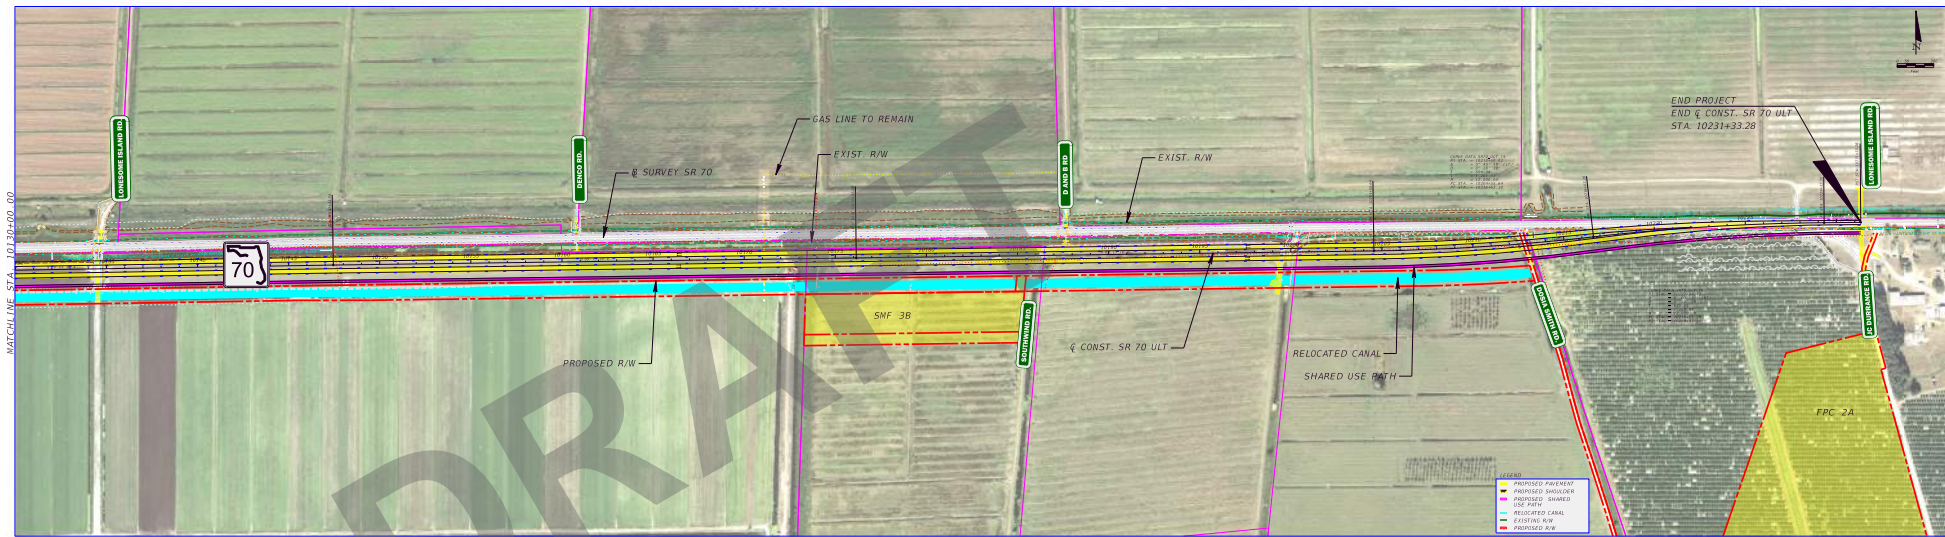 MATCHLINE STA. 10130+00.00
LONESOME ISLAND RD.
DENCO RD.
D AND B RD
LONESOME ISLAND RD.
GAS LINE TO REMAIN
EXIST. R/W
SURVEY SR 70
EXIST. R/W
END PROJECT
END ℄ CONST. SR 70 ULT
STA. 10231+33.28
N
70
SMF 3B
SOUTHWIND RD.
DOSIA SMITH RD.
JC DURRANCE RD.
PROPOSED R/W
℄ CONST. SR 70 ULT
RELOCATED CANAL
SHARED USE PATH
FPC 2A
DRAFT
LEGEND
PROPOSED PAVEMENT
PROPOSED SHOULDER
PROPOSED SHARED
USE PATH
RELOCATED CANAL
EXISTING R/W
PROPOSED R/W